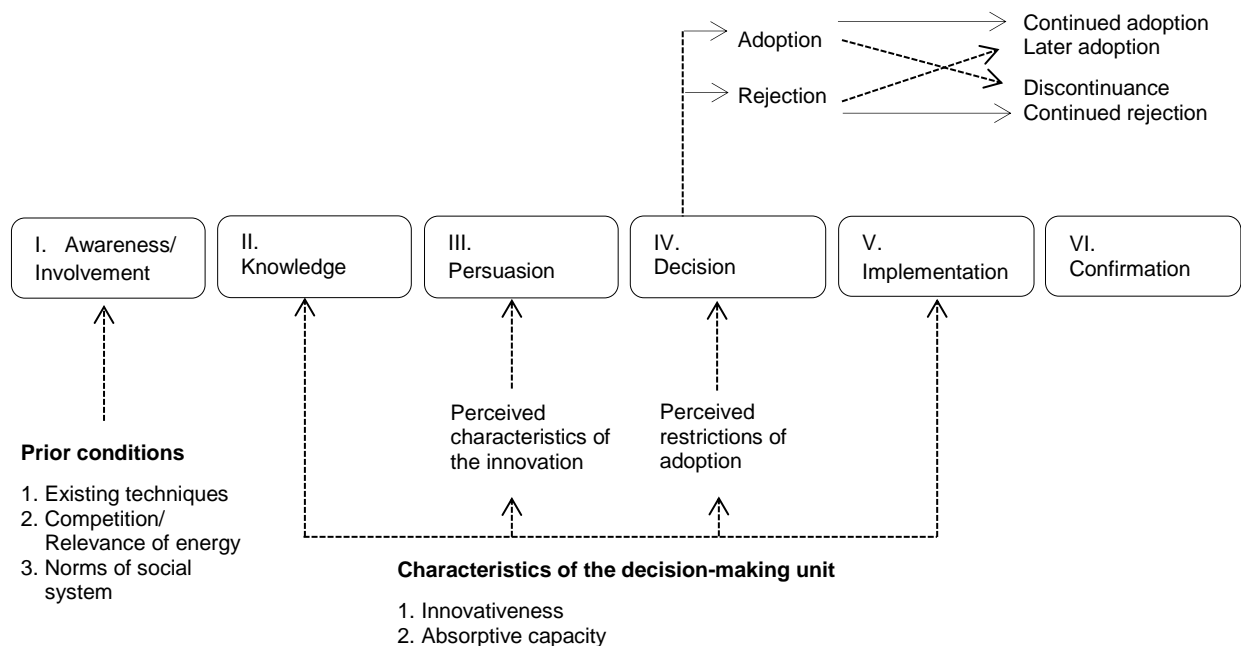 Adoption
Rejection
Continued adoption
Later adoption
Discontinuance
Continued rejection
I. Awareness/
Involvement
II.
Knowledge
III.
Persuasion
IV.
Decision
V.
Implementation
VI.
Confirmation
Prior conditions
1. Existing techniques
2. Competition/
Relevance of energy
3. Norms of social
system
Perceived
characteristics of
the innovation
Perceived
restrictions of
adoption
Characteristics of the decision-making unit
1. Innovativeness
2. Absorptive capacity